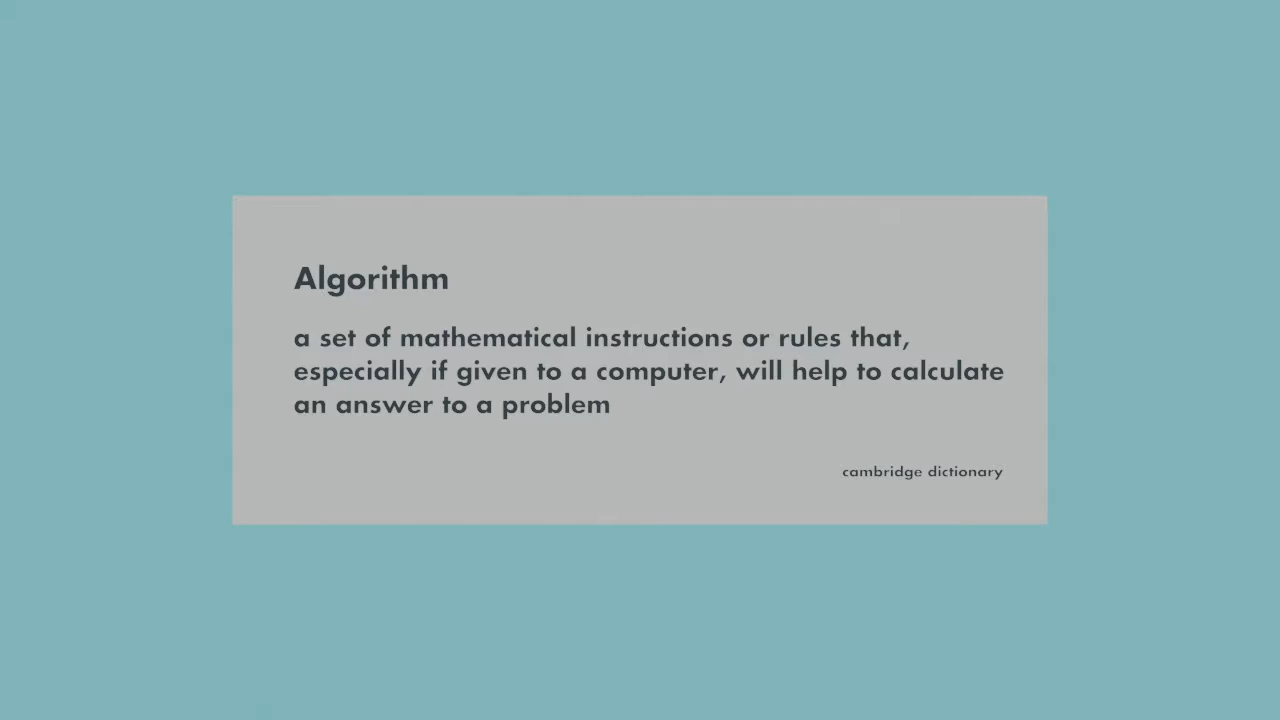 Algorithm
a set of mathematical instructions or rules that,
especially if given to a computer, will help to calculate
an answer to a problem
cambridge dictionary